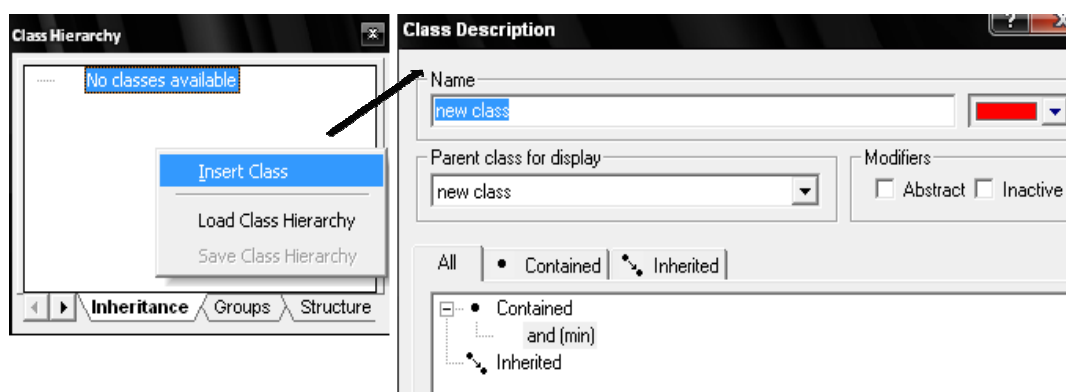 Class Hierarchy
No classes available
Insert Class
Load Class Hierarchy
Save Class Hierarchy
Inheritance Groups Structure
Class Description
?
Name
new class
Parent class for display
new class
Modifiers
Abstract Inactive
All Contained Inherited
Contained
and (min)
Inherited